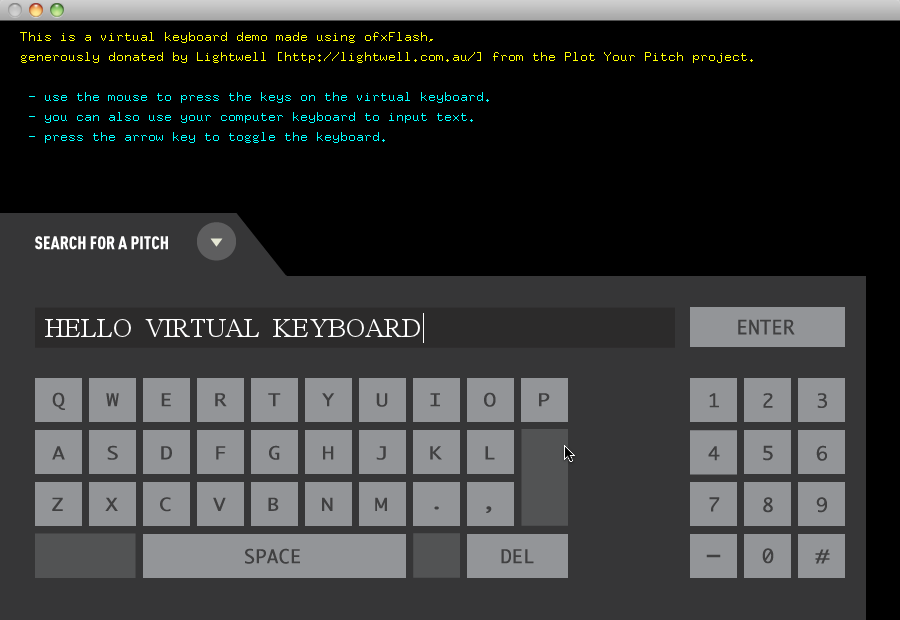 This is a virtual keyboard demo made using ofxFlash,
generously donated by Lightwell [http://lightwell.com.au/] from the Plot Your Pitch project.
- use the mouse to press the keys on the virtual keyboard.
- you can also use your computer keyboard to input text.
- press the arrow key to toggle the keyboard.
SEARCH FOR A PITCH
HELLO VIRTUAL KEYBOARD
ENTER
Q W E R T Y U I O P 1 2 3
A S D F G H J K L 4 5 6
Z X C V B N M . , 7 8 9
SPACE DEL – 0 #